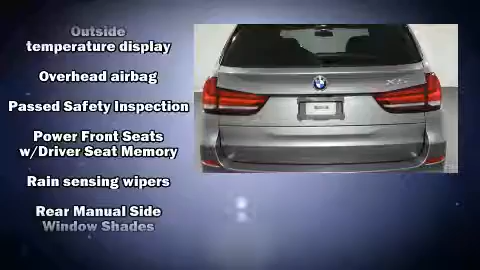 Outside
temperature display
Overhead airbag
Passed Safety Inspection
Power Front Seats
w/Driver Seat Memory
Rain sensing wipers
Rear Manual Side
Window Shades